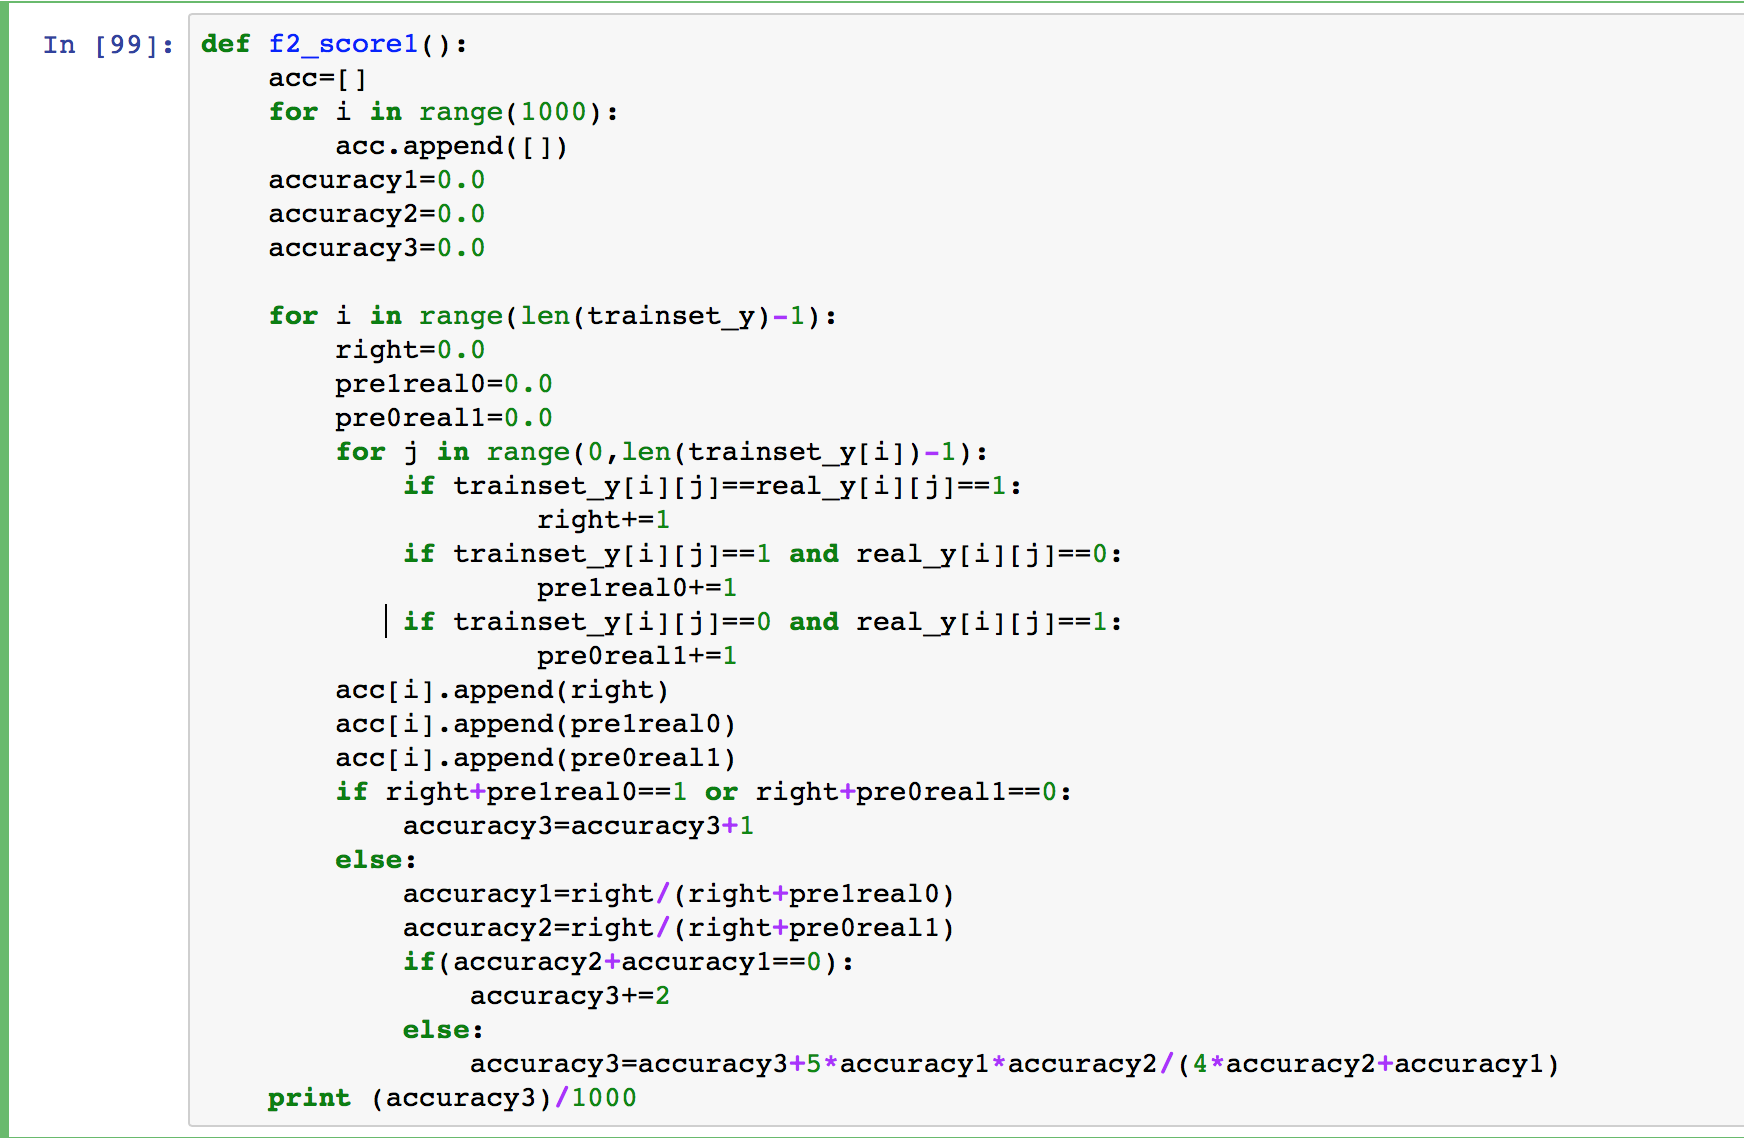 In [99]: def f2_score1():
    acc=[]
    for i in range(1000):
        acc.append([])
    accuracy1=0.0
    accuracy2=0.0
    accuracy3=0.0

    for i in range(len(trainset_y)-1):
        right=0.0
        pre1real0=0.0
        pre0real1=0.0
        for j in range(0,len(trainset_y[i])-1):
            if trainset_y[i][j]==real_y[i][j]==1:
                    right+=1
            if trainset_y[i][j]==1 and real_y[i][j]==0:
                    pre1real0+=1
            if trainset_y[i][j]==0 and real_y[i][j]==1:
                    pre0real1+=1
        acc[i].append(right)
        acc[i].append(pre1real0)
        acc[i].append(pre0real1)
        if right+pre1real0==1 or right+pre0real1==0:
            accuracy3=accuracy3+1
        else:
            accuracy1=right/(right+pre1real0)
            accuracy2=right/(right+pre0real1)
            if(accuracy2+accuracy1==0):
                accuracy3+=2
            else:
                accuracy3=accuracy3+5*accuracy1*accuracy2/(4*accuracy2+accuracy1)
    print (accuracy3)/1000